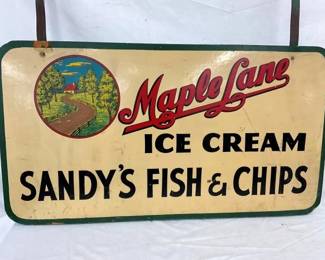 Maple Lane
ICE CREAM
SANDY'S FISH & CHIPS